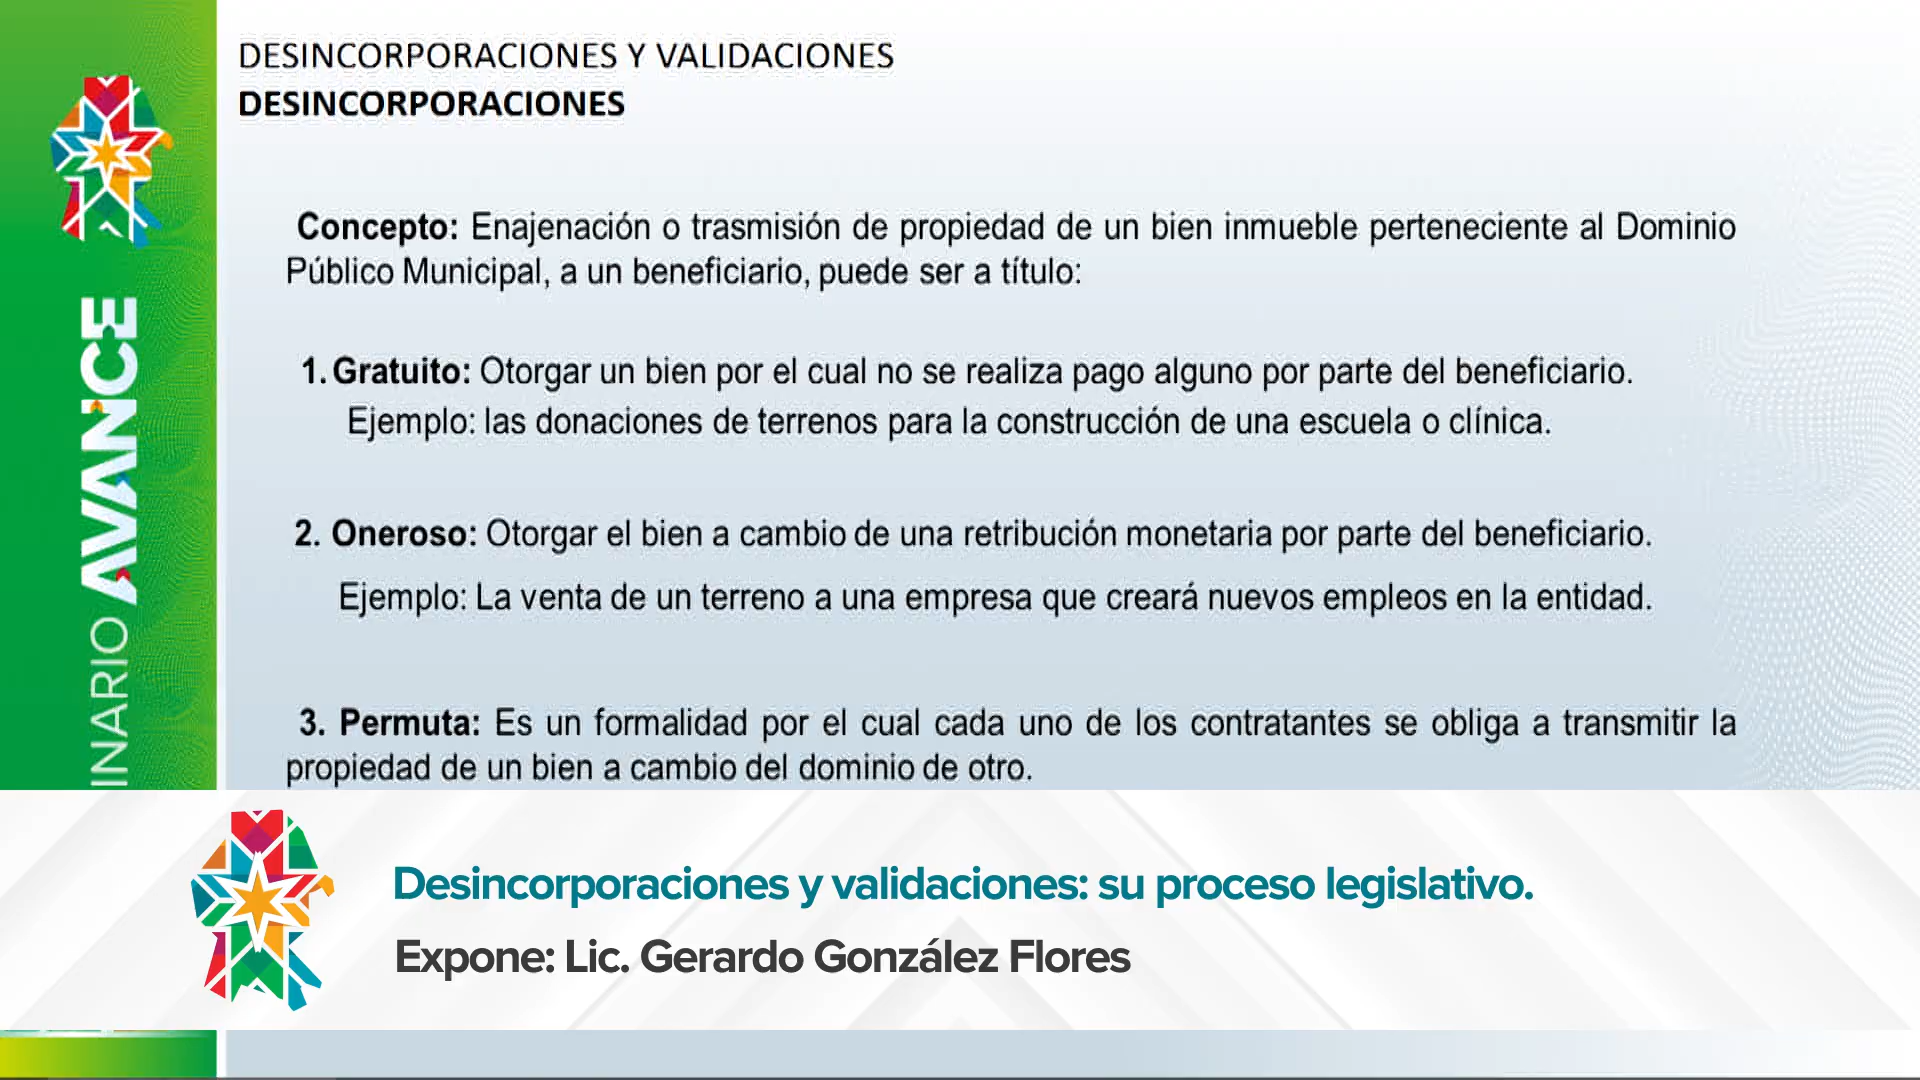 DESINCORPORACIONES Y VALIDACIONES
DESINCORPORACIONES
Concepto: Enajenación o trasmisión de propiedad de un bien inmueble perteneciente al Dominio
Público Municipal, a un beneficiario, puede ser a título:
1. Gratuito: Otorgar un bien por el cual no se realiza pago alguno por parte del beneficiario.
Ejemplo: las donaciones de terrenos para la construcción de una escuela o clínica.
2. Oneroso: Otorgar el bien a cambio de una retribución monetaria por parte del beneficiario.
Ejemplo: La venta de un terreno a una empresa que creará nuevos empleos en la entidad.
3. Permuta: Es un formalidad por el cual cada uno de los contratantes se obliga a transmitir la
propiedad de un bien a cambio del dominio de otro.
INARIO AVANCE
Desincorporaciones y validaciones: su proceso legislativo.
Expone: Lic. Gerardo González Flores